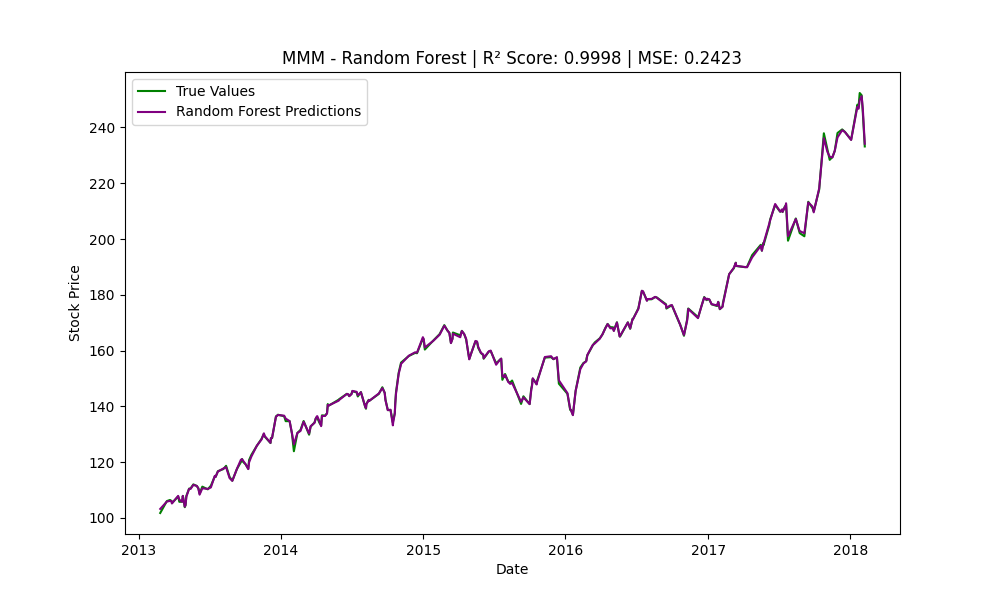 MMM - Random Forest | R² Score: 0.9998 | MSE: 0.2423
True Values
Random Forest Predictions
240
220
200
180
160
140
120
100
Stock Price
2013 2014 2015 2016 2017 2018
Date